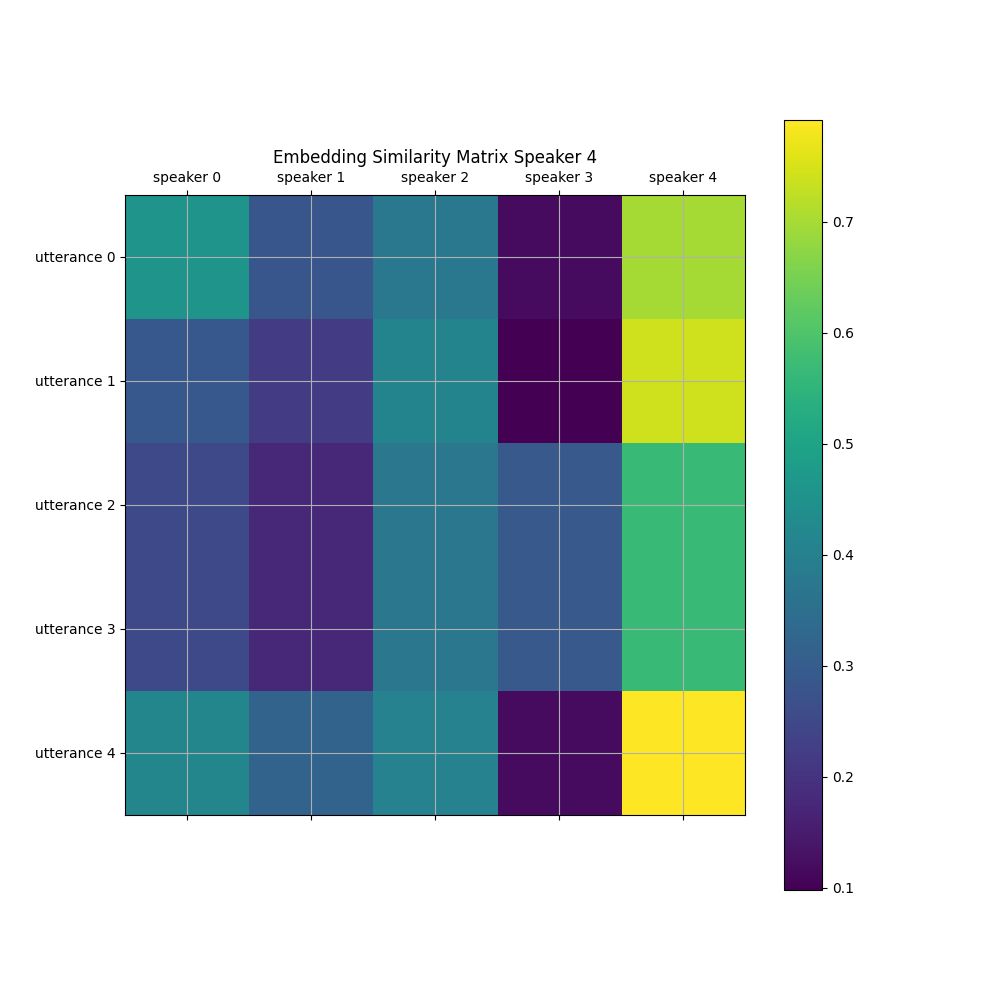 Embedding Similarity Matrix Speaker 4
speaker 0 speaker 1 speaker 2 speaker 3 speaker 4
utterance 0
utterance 1
utterance 2
utterance 3
utterance 4
0.7
0.6
0.5
0.4
0.3
0.2
0.1